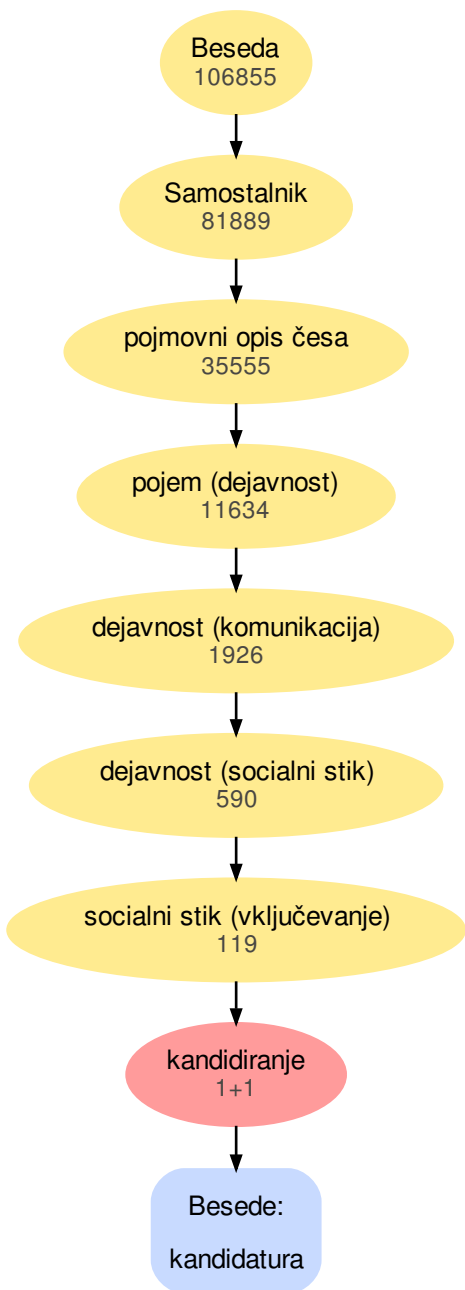 Beseda
106855
Samostalnik
81889
pojmovni opis česa
35555
pojem (dejavnost)
11634
dejavnost (komunikacija)
1926
dejavnost (socialni stik)
590
socialni stik (vključevanje)
119
kandidiranje
1+1
Besede:
kandidatura